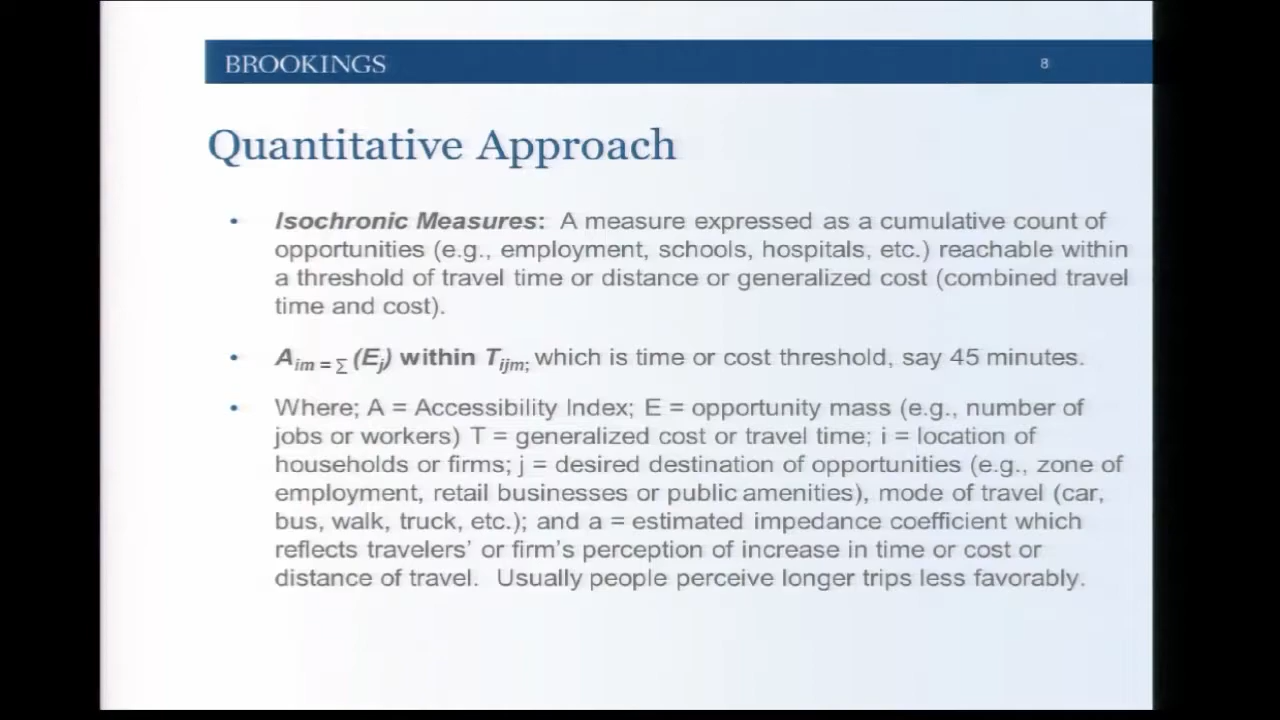 BROOKINGS
8
Quantitative Approach
• Isochronic Measures: A measure expressed as a cumulative count of
opportunities (e.g., employment, schools, hospitals, etc.) reachable within
a threshold of travel time or distance or generalized cost (combined travel
time and cost).
• Aim = ∑ (Ej) within Tijm; which is time or cost threshold, say 45 minutes.
• Where; A = Accessibility Index; E = opportunity mass (e.g., number of
jobs or workers) T = generalized cost or travel time; i = location of
households or firms; j = desired destination of opportunities (e.g., zone of
employment, retail businesses or public amenities), mode of travel (car,
bus, walk, truck, etc.); and a = estimated impedance coefficient which
reflects travelers’ or firm’s perception of increase in time or cost or
distance of travel. Usually people perceive longer trips less favorably.